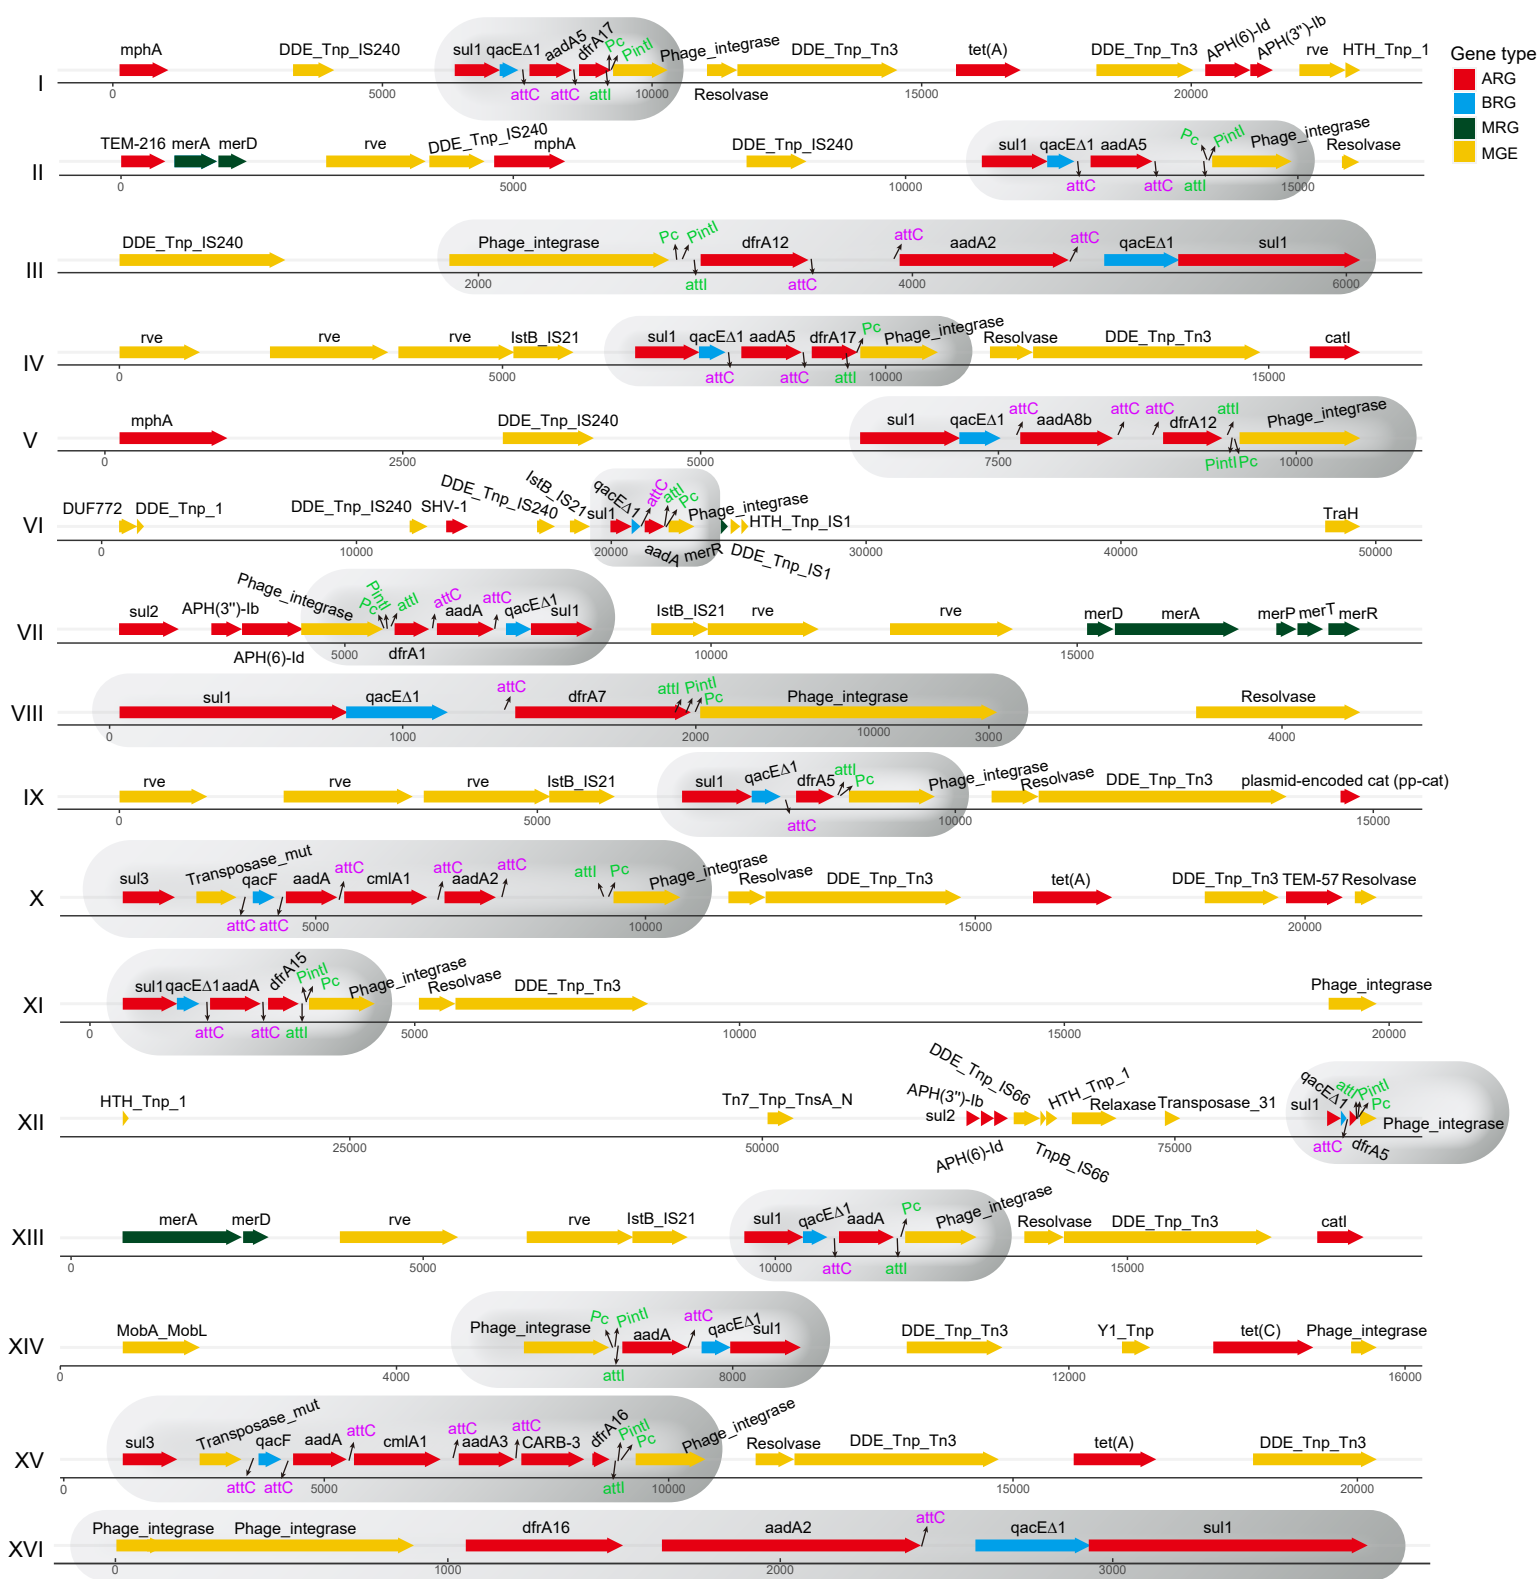 mphA DDE_Tnp_IS240 sul1 qacEΔ1 aadA5 dfrA17 Pc PintI Phage_integrase DDE_Tnp_Tn3 tet(A) DDE_Tnp_Tn3 APH(6)-Id APH(3")-Ib rve HTH_Tnp_1
I
attC attC attI Resolvase
0 5000 10000 15000 20000
Gene type
ARG
BRG
MRG
MGE
TEM-216 merA merD rve DDE_Tnp_IS240 mphA DDE_Tnp_IS240 sul1 qacEΔ1 aadA5 Pc PintI Phage_integrase Resolvase
II
attC attC attI
0 5000 10000 15000
DDE_Tnp_IS240 Phage_integrase Pc PintI dfrA12 attC aadA2 attC qacEΔ1 sul1
III
attI attC
2000 4000 6000
rve rve rve IstB_IS21 sul1 qacEΔ1 aadA5 dfrA17 Pc Phage_integrase Resolvase DDE_Tnp_Tn3 catI
IV
attC attC attI
0 5000 10000 15000
mphA DDE_Tnp_IS240 sul1 qacEΔ1 attC aadA8b attC attC dfrA12 attI Phage_integrase
V
PintI Pc
0 2500 5000 7500 10000
DUF772 DDE_Tnp_1 DDE_Tnp_IS240 SHV-1 DDE_Tnp_IS240 IstB_IS21 sul1 qacEΔ1 attC attI Pc Phage_integrase HTH_Tnp_IS1 TraH
VI
aadA merR DDE_Tnp_IS1
0 10000 20000 30000 40000 50000
sul2 APH(3")-Ib Phage_integrase Pc PintI attI attC aadA attC qacEΔ1 sul1 IstB_IS21 rve rve merD merA merP merT merR
VII
APH(6)-Id dfrA1
5000 10000 15000
sul1 qacEΔ1 attC dfrA7 attI PintI Pc Phage_integrase Resolvase
VIII
0 1000 2000 10000 3000 4000
rve rve rve IstB_IS21 sul1 qacEΔ1 dfrA5 attI Pc Phage_integrase Resolvase DDE_Tnp_Tn3 plasmid-encoded cat (pp-cat)
IX
attC
0 5000 10000 15000
sul3 Transposase_mut qacF aadA attC cmlA1 attC aadA2 attC attI Pc Phage_integrase Resolvase DDE_Tnp_Tn3 tet(A) DDE_Tnp_Tn3 TEM-57 Resolvase
X
attC attC
5000 10000 15000 20000
sul1 qacEΔ1 aadA dfrA15 PintI Pc Phage_integrase Resolvase DDE_Tnp_Tn3 Phage_integrase
XI
attC attC attI
0 5000 10000 15000 20000
HTH_Tnp_1 Tn7_Tnp_TnsA_N sul2 APH(3")-Ib DDE_Tnp_IS66 HTH_Tnp_1 Relaxase Transposase_31 sul1 qacEΔ1 attI PintI Pc Phage_integrase
XII
APH(6)-Id TnpB_IS66 attC dfrA5
25000 50000 75000
merA merD rve rve IstB_IS21 sul1 qacEΔ1 aadA Pc Phage_integrase Resolvase DDE_Tnp_Tn3 catI
XIII
attC attI
0 5000 10000 15000
MobA_MobL Phage_integrase Pc PintI aadA attC qacEΔ1 sul1 DDE_Tnp_Tn3 Y1_Tnp tet(C) Phage_integrase
XIV
attI
0 4000 8000 12000 16000
sul3 Transposase_mut qacF aadA attC cmlA1 attC aadA3 attC CARB-3 dfrA16 PintI Pc Phage_integrase Resolvase DDE_Tnp_Tn3 tet(A) DDE_Tnp_Tn3
XV
attC attC attI
0 5000 10000 15000 20000
Phage_integrase Phage_integrase dfrA16 aadA2 attC qacEΔ1 sul1
XVI
0 1000 2000 3000